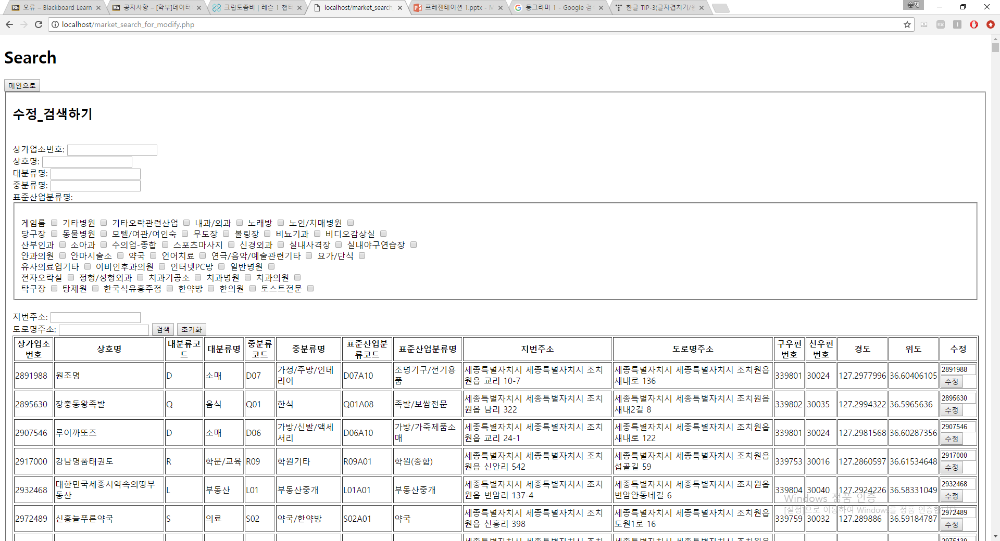 오류 – Blackboard Learn
공지사항 – [학부]데이터
크립토좀비 | 레슨 1 챕터
localhost/market_search
프레젠테이션 1.pptx - M
동그라미 1 - Google 검색
한글 TIP-3(글자겹치기/
송재
localhost/market_search_for_modify.php
Search
메인으로
수정_검색하기
상가업소번호:
상호명:
대분류명:
중분류명:
표준산업분류명:
게임룸 기타병원 기타오락관련산업 내과/외과 노래방 노인/치매병원
당구장 동물병원 모텔/여관/여인숙 무도장 볼링장 비뇨기과 비디오감상실
산부인과 소아과 수의업-종합 스포츠마사지 신경외과 실내사격장 실내야구연습장
안과의원 안마시술소 약국 언어치료 연극/음악/예술관련기타 요가/단식
유사의료업기타 이비인후과의원 인터넷PC방 일반병원
전자오락실 정형/성형외과 치과기공소 치과병원 치과의원
탁구장 탕제원 한국식유흥주점 한약방 한의원 토스트전문
지번주소:
도로명주소: 검색 초기화
상가업소번호 상호명 대분류코드 대분류명 중분류코드 중분류명 표준산업분류코드 표준산업분류명 지번주소 도로명주소 구우편번호 신우편번호 경도 위도 수정
2891988 원조명 D 소매 D07 가정/주방/인테리어 D07A10 조명기구/전기용품 세종특별자치시 세종특별자치시 조치원읍 교리 10-7 세종특별자치시 세종특별자치시 조치원읍 새내로 136 339801 30024 127.2977996 36.60406105 2891988 수정
2895630 장충동왕족발 Q 음식 Q01 한식 Q01A08 족발/보쌈전문 세종특별자치시 세종특별자치시 조치원읍 남리 322 세종특별자치시 세종특별자치시 조치원읍 새내2길 8 339802 30035 127.2994322 36.5965636 2895630 수정
2907546 루이까또즈 D 소매 D06 가방/신발/액세서리 D06A10 가방/가죽제품소매 세종특별자치시 세종특별자치시 조치원읍 교리 24-1 세종특별자치시 세종특별자치시 조치원읍 새내로 122 339801 30024 127.2981568 36.60287356 2907546 수정
2917000 강남명품태권도 R 학문/교육 R09 학원기타 R09A01 학원(종합) 세종특별자치시 세종특별자치시 조치원읍 신안리 542 세종특별자치시 세종특별자치시 조치원읍 섭골길 59 339753 30016 127.2860597 36.61534648 2917000 수정
2932468 대한민국세종시약속의땅부동산 L 부동산 L01 부동산중개 L01A01 부동산중개 세종특별자치시 세종특별자치시 조치원읍 번암리 137-4 세종특별자치시 세종특별자치시 조치원읍 번암안동네길 6 339804 30040 127.2924226 36.58331049 2932468 수정
Windows 정품 인증
[설정]으로 이동하여 Windows를 정품 인증합니다.
2972489 신흥늘푸른약국 S 의료 S02 약국/한약방 S02A01 약국 세종특별자치시 세종특별자치시 조치원읍 신흥리 398 세종특별자치시 세종특별자치시 조치원읍 도원1로 16 339759 30032 127.289886 36.59184787 2972489 수정
세종특별자치시 세종특별자치시 조치 세종특별자치시 세종특별자치시 조치원읍 2975139